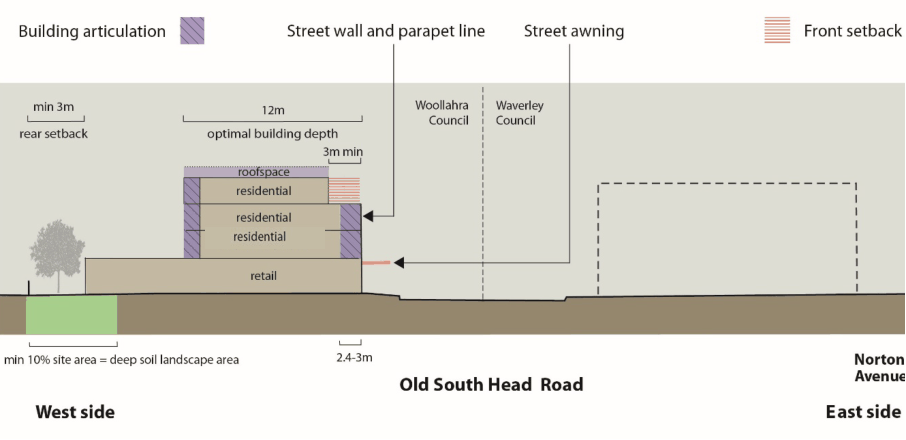 Building articulation
Street wall and parapet line
Street awning
Front setback
min 3m
rear setback
12m
optimal building depth
3m min
Woollahra
Council
Waverley
Council
roofspace
residential
residential
residential
retail
min 10% site area = deep soil landscape area
2.4-3m
Old South Head Road
Norton
Avenue
West side
East side